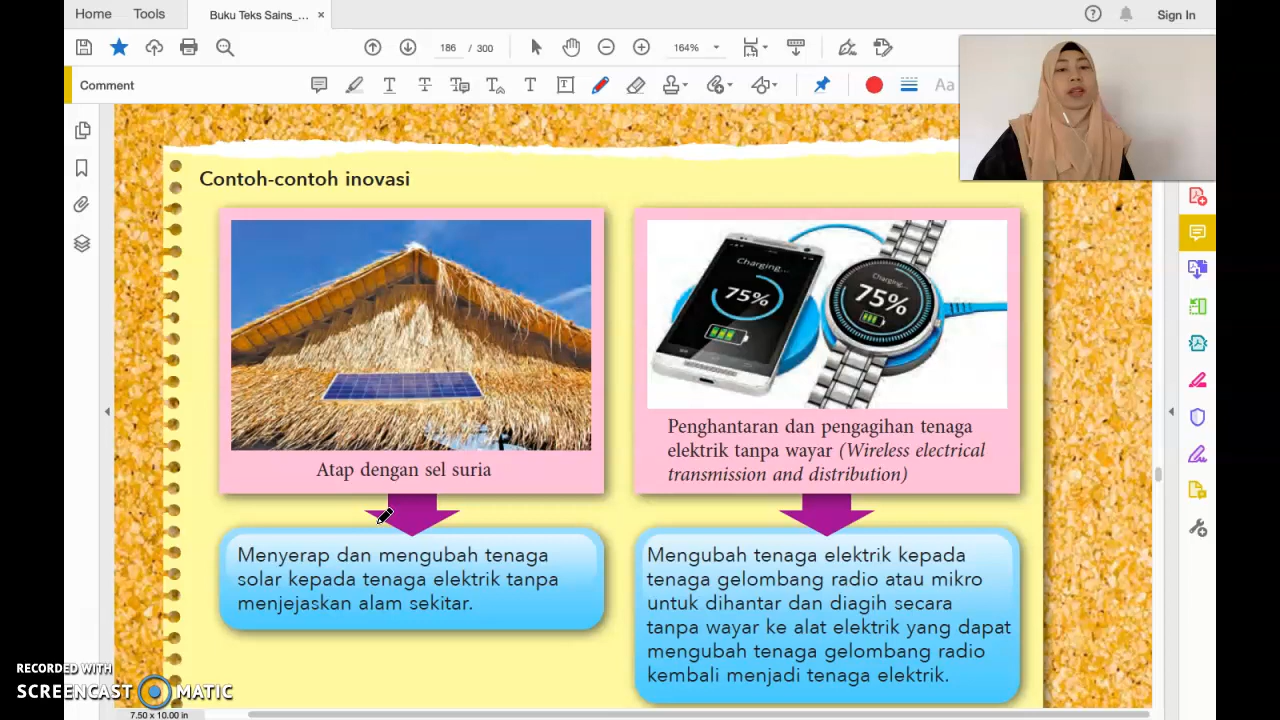 Home Tools Buku Teks Sains_... × Sign In
186 / 300 164%
Comment Aa
Contoh-contoh inovasi
Charging...
75%
Charging...
75%
Atap dengan sel suria
Penghantaran dan pengagihan tenaga
elektrik tanpa wayar (Wireless electrical
transmission and distribution)
Menyerap dan mengubah tenaga
solar kepada tenaga elektrik tanpa
menjejaskan alam sekitar.
Mengubah tenaga elektrik kepada
tenaga gelombang radio atau mikro
untuk dihantar dan diagih secara
tanpa wayar ke alat elektrik yang dapat
mengubah tenaga gelombang radio
kembali menjadi tenaga elektrik.
RECORDED WITH
SCREENCAST MATIC
7.50 x 10.00 in